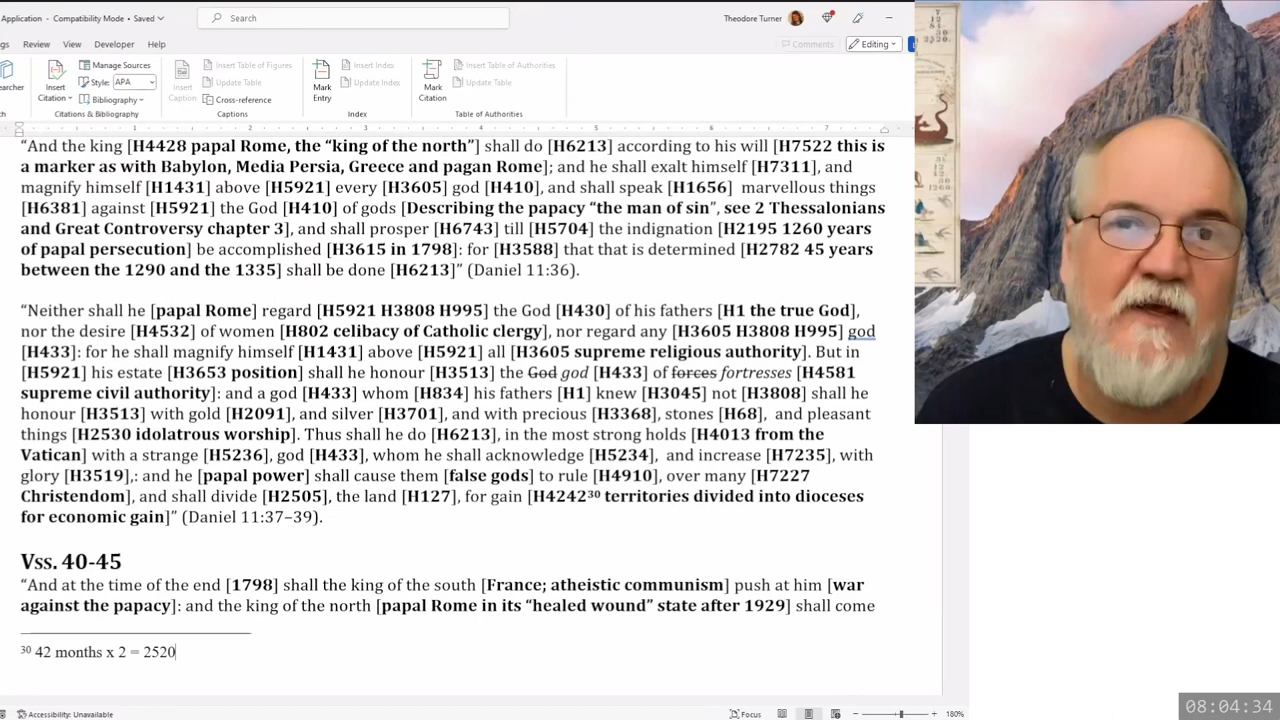 Application - Compatibility Mode • Saved
Search
Theodore Turner
gs Review View Developer Help
Comments
Editing
Insert Citation
Manage Sources
Style: APA
Bibliography
Citations & Bibliography
Insert Caption
Insert Table of Figures
Update Table
Cross-reference
Captions
Mark Entry
Insert Index
Update Index
Index
Mark Citation
Insert Table of Authorities
Update Table
Table of Authorities
1 2 3 4 5 6 7
“And the king [H4428 papal Rome, the “king of the north”] shall do [H6213] according to his will [H7522 this is
a marker as with Babylon, Media Persia, Greece and pagan Rome]; and he shall exalt himself [H7311], and
magnify himself [H1431] above [H5921] every [H3605] god [H410], and shall speak [H1656] marvellous things
[H6381] against [H5921] the God [H410] of gods [Describing the papacy “the man of sin”, see 2 Thessalonians
and Great Controversy chapter 3], and shall prosper [H6743] till [H5704] the indignation [H2195 1260 years
of papal persecution] be accomplished [H3615 in 1798]: for [H3588] that that is determined [H2782 45 years
between the 1290 and the 1335] shall be done [H6213]” (Daniel 11:36).
“Neither shall he [papal Rome] regard [H5921 H3808 H995] the God [H430] of his fathers [H1 the true God],
nor the desire [H4532] of women [H802 celibacy of Catholic clergy], nor regard any [H3605 H3808 H995] god
[H433]: for he shall magnify himself [H1431] above [H5921] all [H3605 supreme religious authority]. But in
[H5921] his estate [H3653 position] shall he honour [H3513] the God god [H433] of forces fortresses [H4581
supreme civil authority]: and a god [H433] whom [H834] his fathers [H1] knew [H3045] not [H3808] shall he
honour [H3513] with gold [H2091], and silver [H3701], and with precious [H3368], stones [H68], and pleasant
things [H2530 idolatrous worship]. Thus shall he do [H6213], in the most strong holds [H4013 from the
Vatican] with a strange [H5236], god [H433], whom he shall acknowledge [H5234], and increase [H7235], with
glory [H3519],: and he [papal power] shall cause them [false gods] to rule [H4910], over many [H7227
Christendom], and shall divide [H2505], the land [H127], for gain [H4242³⁰ territories divided into dioceses
for economic gain]” (Daniel 11:37–39).
Vss. 40-45
“And at the time of the end [1798] shall the king of the south [France; atheistic communism] push at him [war
against the papacy]: and the king of the north [papal Rome in its “healed wound” state after 1929] shall come
³⁰ 42 months x 2 = 2520
Accessibility: Unavailable
Focus
180%
08:04:34